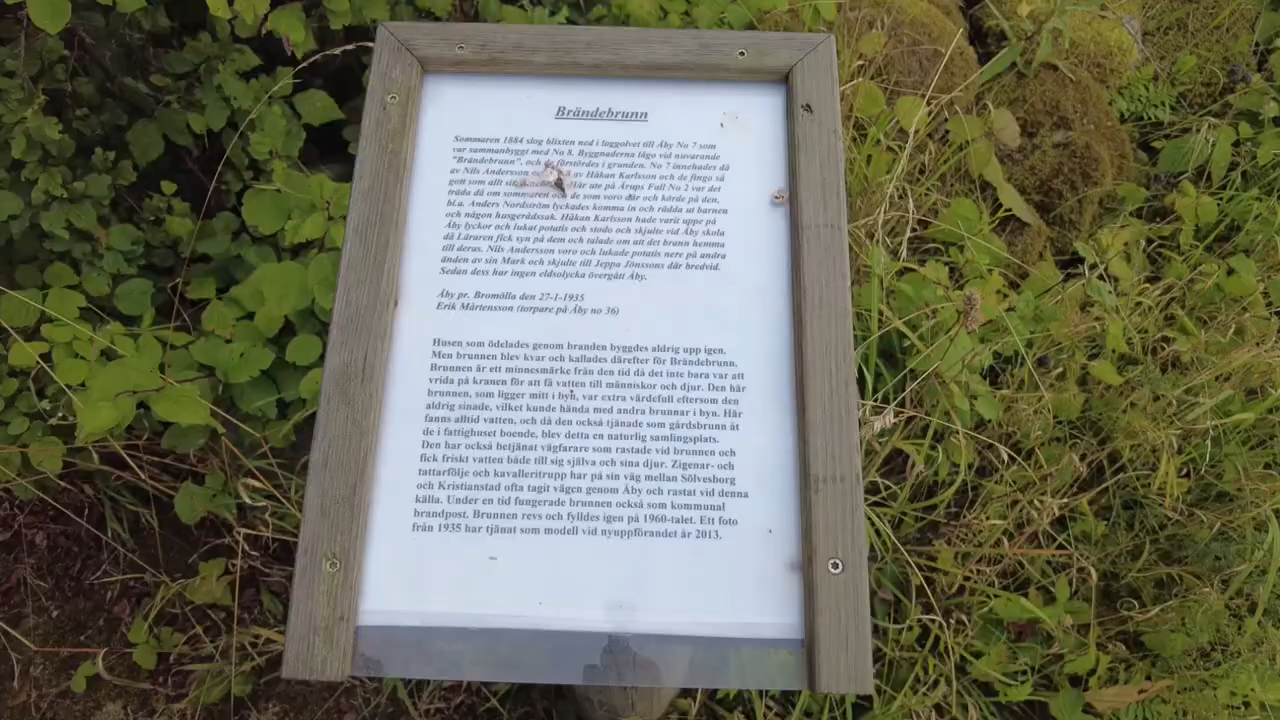 Brändebrunn
Sommaren 1884 slog blixten ned i loggolvet till Åby No 7 som
var sammanbyggt med No 8. Byggnaderna lågo vid nuvarande
"Brändebrunn", och de förstördes i grunden. No 7 innehades då
av Nils Andersson av Håkan Karlsson och de fingo så
gott som allt Här ute på Årups Fall No 2 var det
träda då om sommaren och de som voro där och körde på den,
bl.a. Anders Nordström lyckades komma in och rädda ut barnen
och någon husgerådssak. Håkan Karlsson hade varit uppe på
Åby lyckor och lukat potatis och stodo och skjulte vid Åby skola
då Läraren fick syn på dem och talade om att det brann hemma
till deras. Nils Andersson voro och lukade potatis nere på andra
änden av sin Mark och skjulte till Jeppa Jönssons där bredvid.
Sedan dess har ingen eldsolycka övergått Åby.
Åby pr. Bromölla den 27-1-1935
Erik Mårtensson (torpare på Åby no 36)
Husen som ödelades genom branden byggdes aldrig upp igen.
Men brunnen blev kvar och kallades därefter för Brändebrunn.
Brunnen är ett minnesmärke från den tid då det inte bara var att
vrida på kranen för att få vatten till människor och djur. Den här
brunnen, som ligger mitt i byn, var extra värdefull eftersom den
aldrig sinade, vilket kunde hända med andra brunnar i byn. Här
fanns alltid vatten, och då den också tjänade som gårdsbrunn åt
de i fattighuset boende, blev detta en naturlig samlingsplats.
Den har också betjänat vägfarare som rastade vid brunnen och
fick friskt vatten både till sig själva och sina djur. Zigenar- och
tattarfölje och kavalleritrupp har på sin väg mellan Sölvesborg
och Kristianstad ofta tagit vägen genom Åby och rastat vid denna
källa. Under en tid fungerade brunnen också som kommunal
brandpost. Brunnen revs och fylldes igen på 1960-talet. Ett foto
från 1935 har tjänat som modell vid nyuppförandet år 2013.